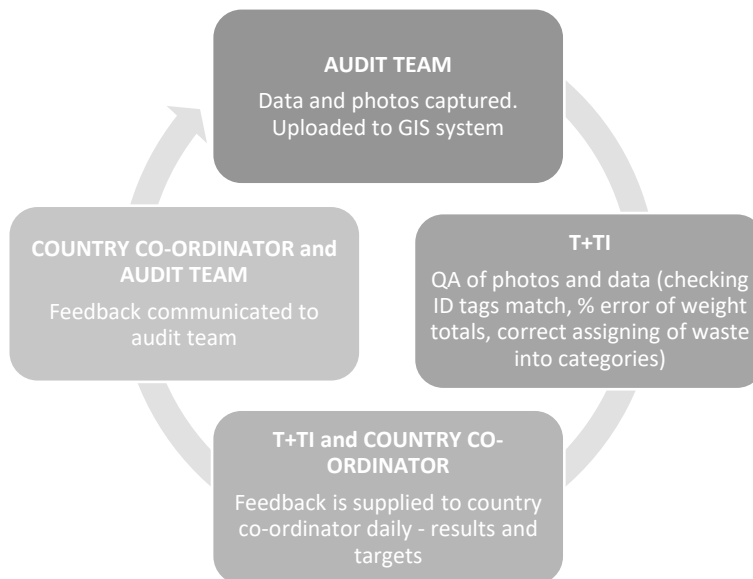 AUDIT TEAM
Data and photos captured.
Uploaded to GIS system
T+TI
QA of photos and data (checking
ID tags match, % error of weight
totals, correct assigning of waste
into categories)
T+TI and COUNTRY CO-
ORDINATOR
Feedback is supplied to country
co-ordinator daily - results and
targets
COUNTRY CO-ORDINATOR and
AUDIT TEAM
Feedback communicated to
audit team